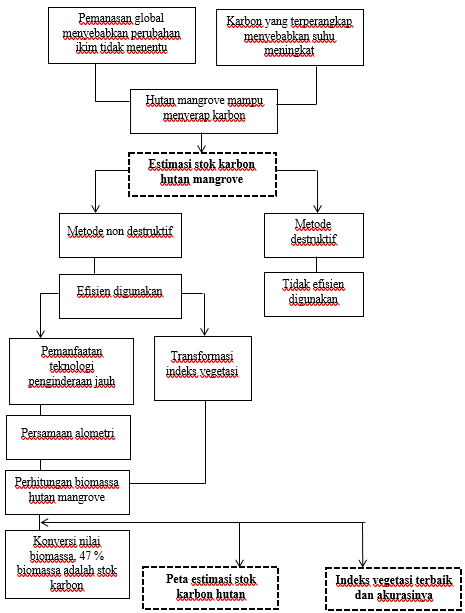 Pemanasan global
menyebabkan perubahan
ikim tidak menentu
Karbon yang terperangkap
menyebabkan suhu
meningkat
Hutan mangrove mampu
menyerap karbon
Estimasi stok karbon
hutan mangrove
Metode non destruktif
Metode
destruktif
Efisien digunakan
Tidak efisien
digunakan
Pemanfaatan
teknologi
penginderaan jauh
Transformasi
indeks vegetasi
Persamaan alometri
Perhitungan biomassa
hutan mangrove
Konversi nilai
biomassa, 47 %
biomassa adalah stok
karbon
Peta estimasi stok
karbon hutan
Indeks vegetasi terbaik
dan akurasinya